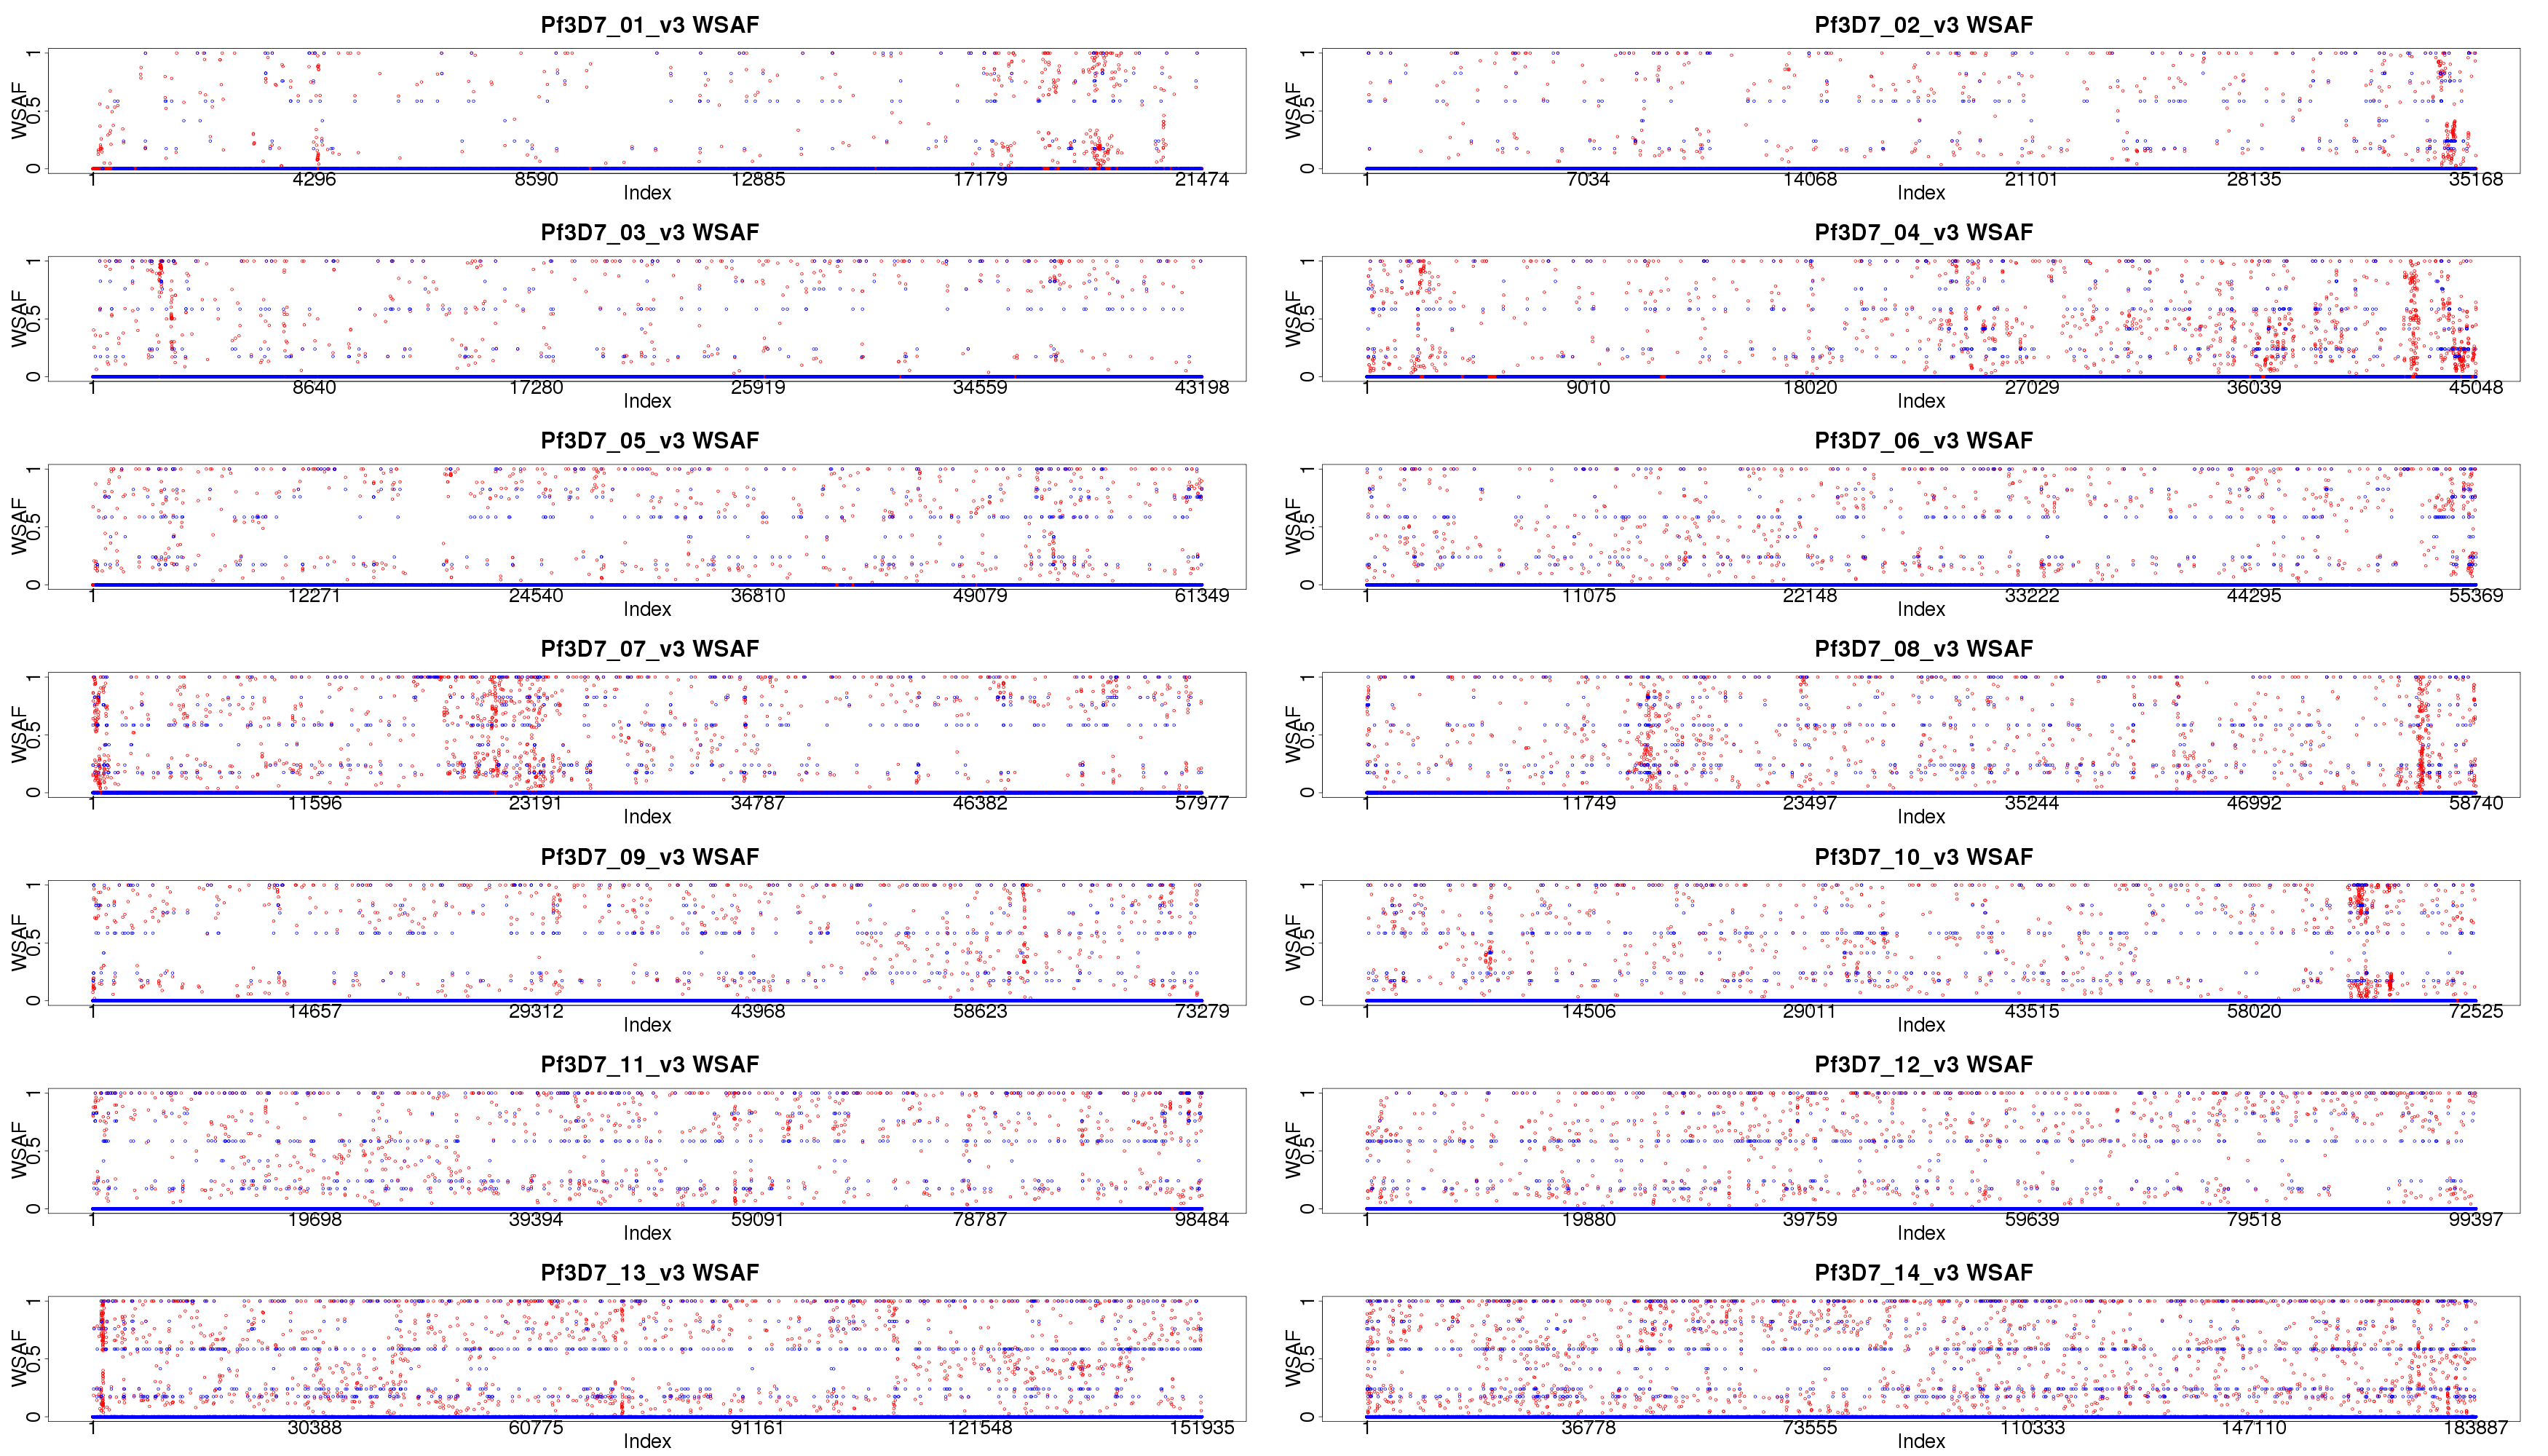 Pf3D7_01_v3 WSAF
WSAF
0 0.5 1
1 4296 8590 12885 17179 21474
Index
Pf3D7_02_v3 WSAF
WSAF
0 0.5 1
1 7034 14068 21101 28135 35168
Index
Pf3D7_03_v3 WSAF
WSAF
0 0.5 1
1 8640 17280 25919 34559 43198
Index
Pf3D7_04_v3 WSAF
WSAF
0 0.5 1
1 9010 18020 27029 36039 45048
Index
Pf3D7_05_v3 WSAF
WSAF
0 0.5 1
1 12271 24540 36810 49079 61349
Index
Pf3D7_06_v3 WSAF
WSAF
0 0.5 1
1 11075 22148 33222 44295 55369
Index
Pf3D7_07_v3 WSAF
WSAF
0 0.5 1
1 11596 23191 34787 46382 57977
Index
Pf3D7_08_v3 WSAF
WSAF
0 0.5 1
1 11749 23497 35244 46992 58740
Index
Pf3D7_09_v3 WSAF
WSAF
0 0.5 1
1 14657 29312 43968 58623 73279
Index
Pf3D7_10_v3 WSAF
WSAF
0 0.5 1
1 14506 29011 43515 58020 72525
Index
Pf3D7_11_v3 WSAF
WSAF
0 0.5 1
1 19698 39394 59091 78787 98484
Index
Pf3D7_12_v3 WSAF
WSAF
0 0.5 1
1 19880 39759 59639 79518 99397
Index
Pf3D7_13_v3 WSAF
WSAF
0 0.5 1
1 30388 60775 91161 121548 151935
Index
Pf3D7_14_v3 WSAF
WSAF
0 0.5 1
1 36778 73555 110333 147110 183887
Index